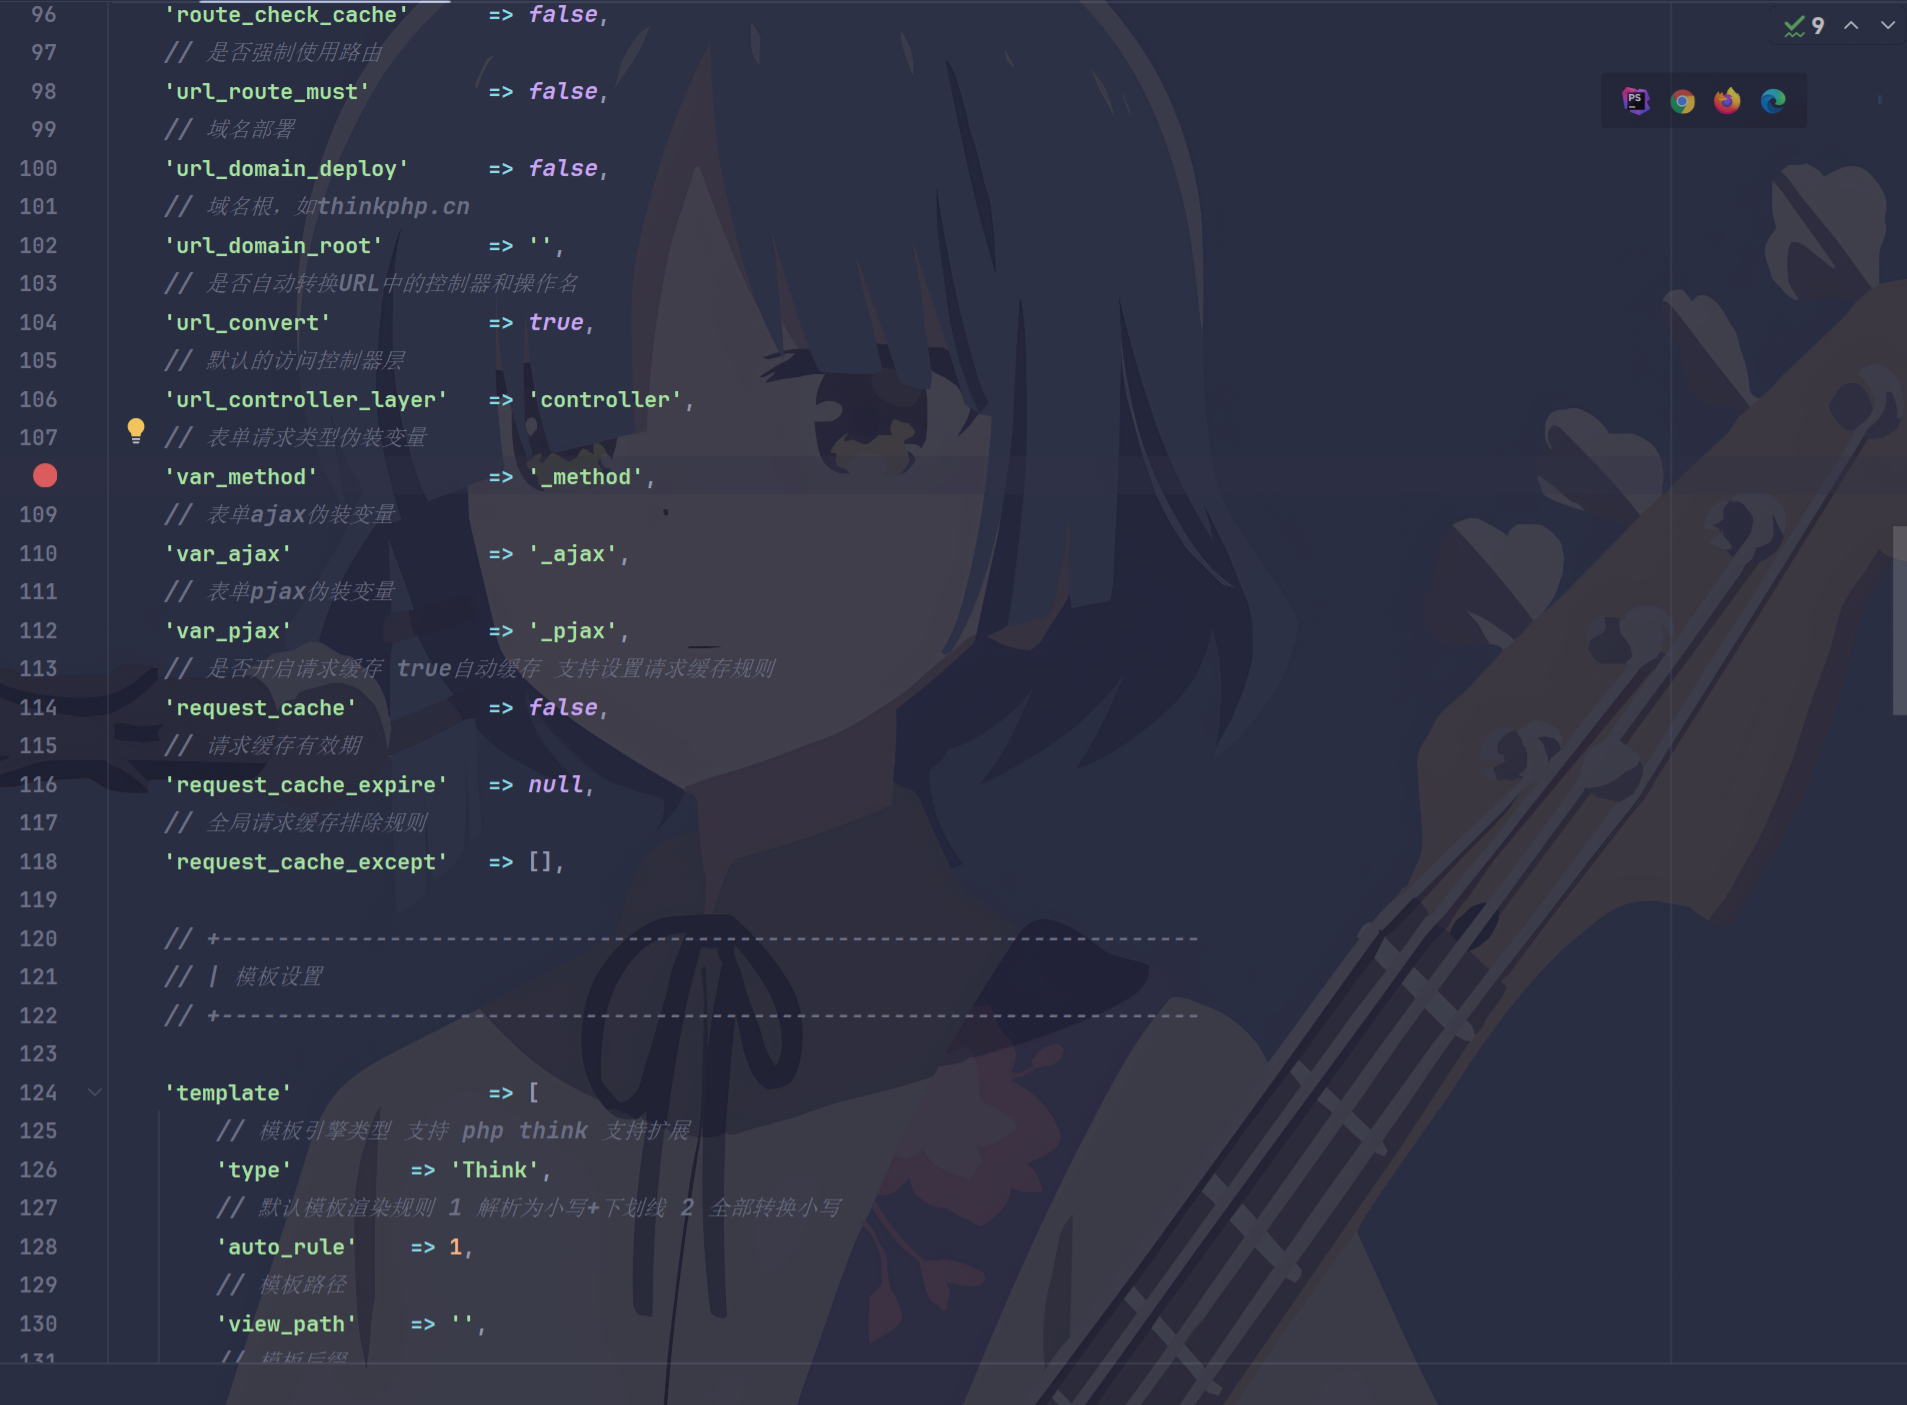 96 'route_check_cache' => false,
97 // 是否强制使用路由
98 'url_route_must' => false,
99 // 域名部署
100 'url_domain_deploy' => false,
101 // 域名根，如thinkphp.cn
102 'url_domain_root' => '',
103 // 是否自动转换URL中的控制器和操作名
104 'url_convert' => true,
105 // 默认的访问控制器层
106 'url_controller_layer' => 'controller',
107 // 表单请求类型伪装变量
'var_method' => '_method',
109 // 表单ajax伪装变量
110 'var_ajax' => '_ajax',
111 // 表单pjax伪装变量
112 'var_pjax' => '_pjax',
113 // 是否开启请求缓存 true自动缓存 支持设置请求缓存规则
114 'request_cache' => false,
115 // 请求缓存有效期
116 'request_cache_expire' => null,
117 // 全局请求缓存排除规则
118 'request_cache_except' => [],
119
120 // +----------------------------------------------------------------------
121 // | 模板设置
122 // +----------------------------------------------------------------------
123
124 'template' => [
125 // 模板引擎类型 支持 php think 支持扩展
126 'type' => 'Think',
127 // 默认模板渲染规则 1 解析为小写+下划线 2 全部转换小写
128 'auto_rule' => 1,
129 // 模板路径
130 'view_path' => '',
131 // 模板后缀
9
PS